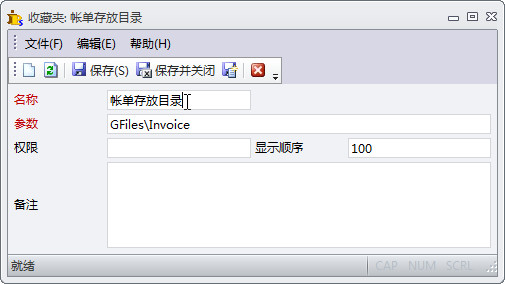 收藏夹: 帐单存放目录
文件(F) 编辑(E) 帮助(H)
保存(S) 保存并关闭
名称 帐单存放目录
参数 GFiles\Invoice
权限 显示顺序 100
备注
就绪 CAP NUM SCRL